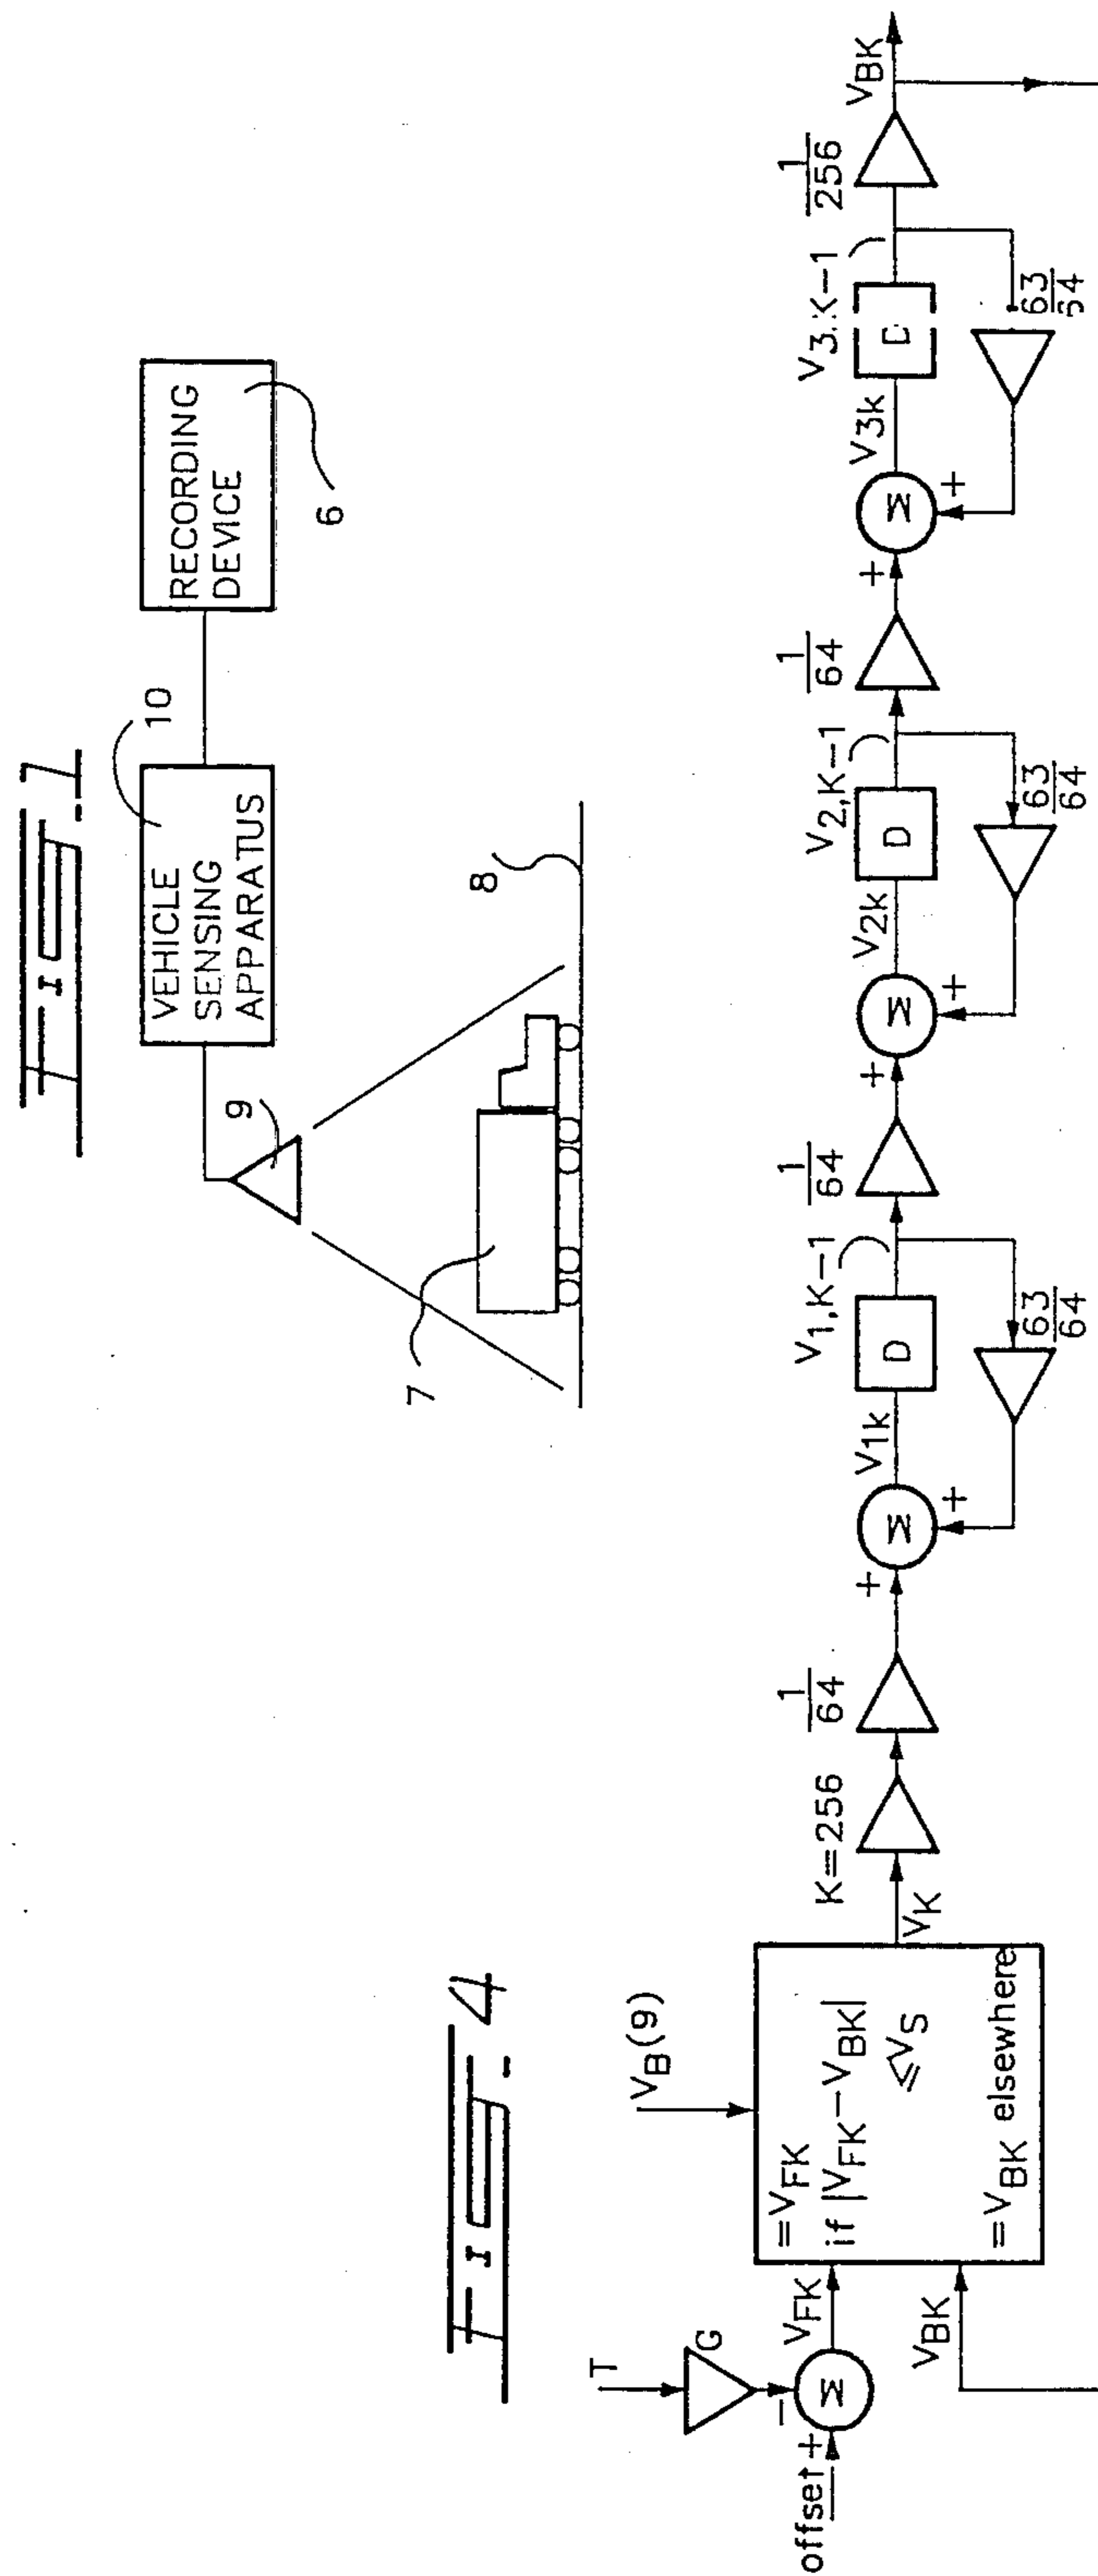 Fig. 1
VEHICLE
SENSING
APPARATUS
10
RECORDING
DEVICE
6
9
7
8
Fig. 4
T
G
-
offset +
Σ
V_FK
V_BK
V_B(9)
=V_FK
if |V_FK-V_BK|
≤V_S
=V_BK elsewhere
V_K
K=256
1/64
+
Σ
+
V_1k
D
V_1,K-1
63/64
1/64
+
Σ
+
V_2k
D
V_2,K-1
63/64
1/64
+
Σ
+
V_3k
D
V_3,K-1
63/
1/256
V_BK